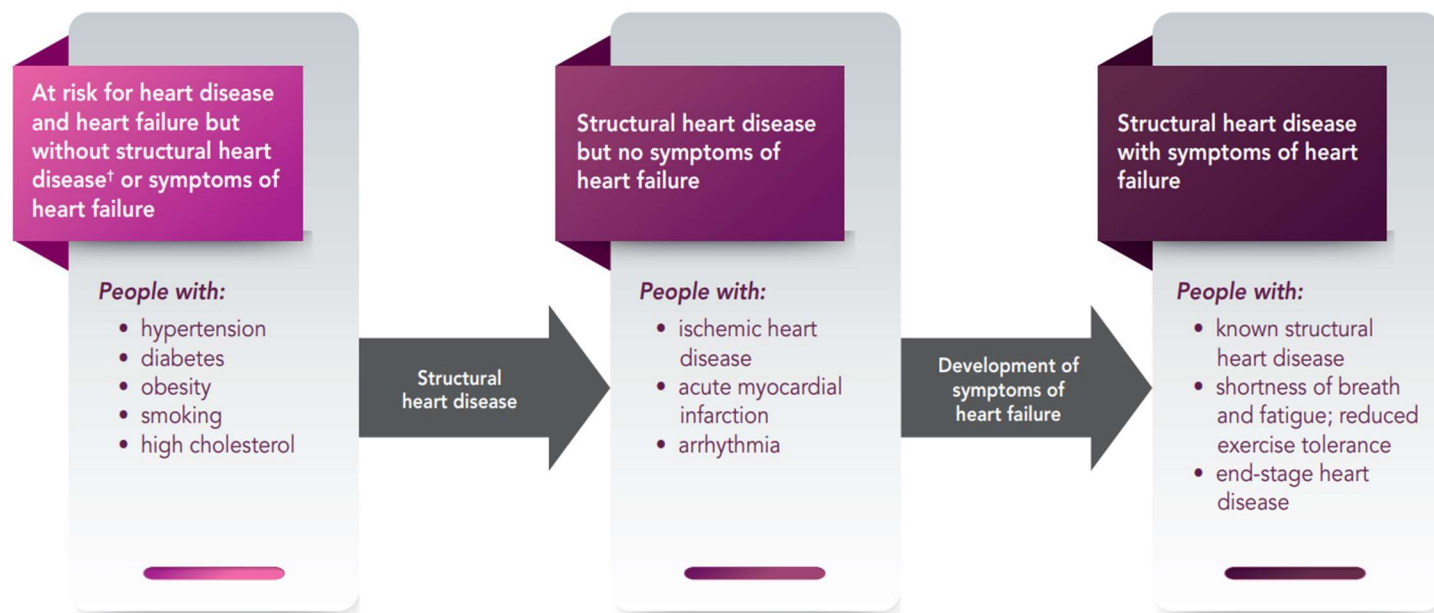 At risk for heart disease
and heart failure but
without structural heart
disease† or symptoms of
heart failure
People with:
• hypertension
• diabetes
• obesity
• smoking
• high cholesterol
Structural
heart disease
Structural heart disease
but no symptoms of
heart failure
People with:
• ischemic heart
disease
• acute myocardial
infarction
• arrhythmia
Development of
symptoms of
heart failure
Structural heart disease
with symptoms of heart
failure
People with:
• known structural
heart disease
• shortness of breath
and fatigue; reduced
exercise tolerance
• end-stage heart
disease